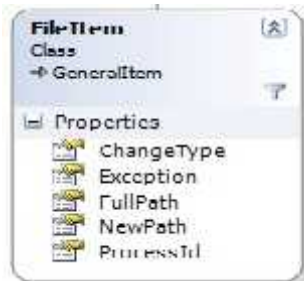 FileItem
Class
GeneralItem
Properties
ChangeType
Exception
FullPath
NewPath
ProcessId